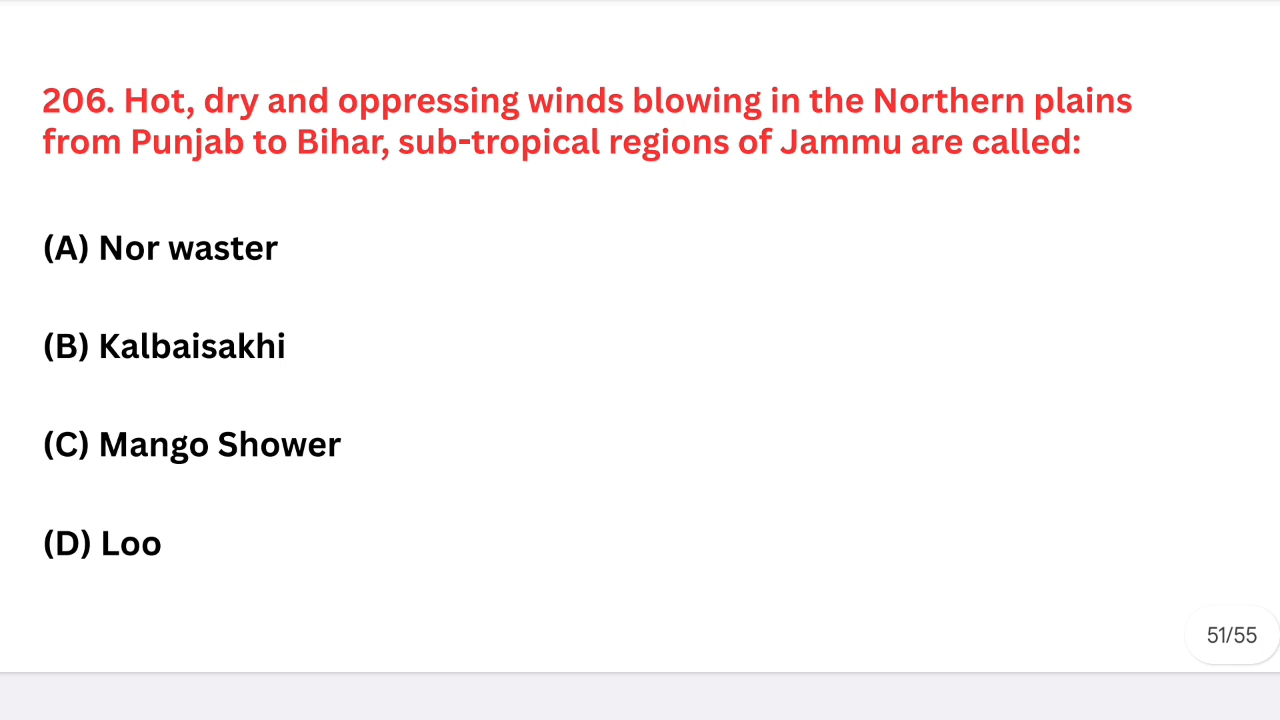 206. Hot, dry and oppressing winds blowing in the Northern plains
from Punjab to Bihar, sub-tropical regions of Jammu are called:
(A) Nor waster
(B) Kalbaisakhi
(C) Mango Shower
(D) Loo
51/55